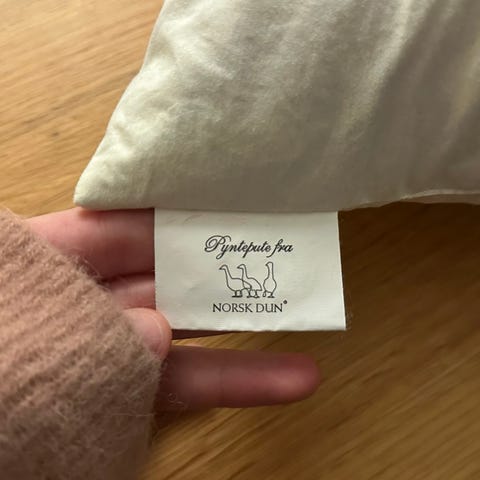 Pyntepute fra
NORSK DUN®